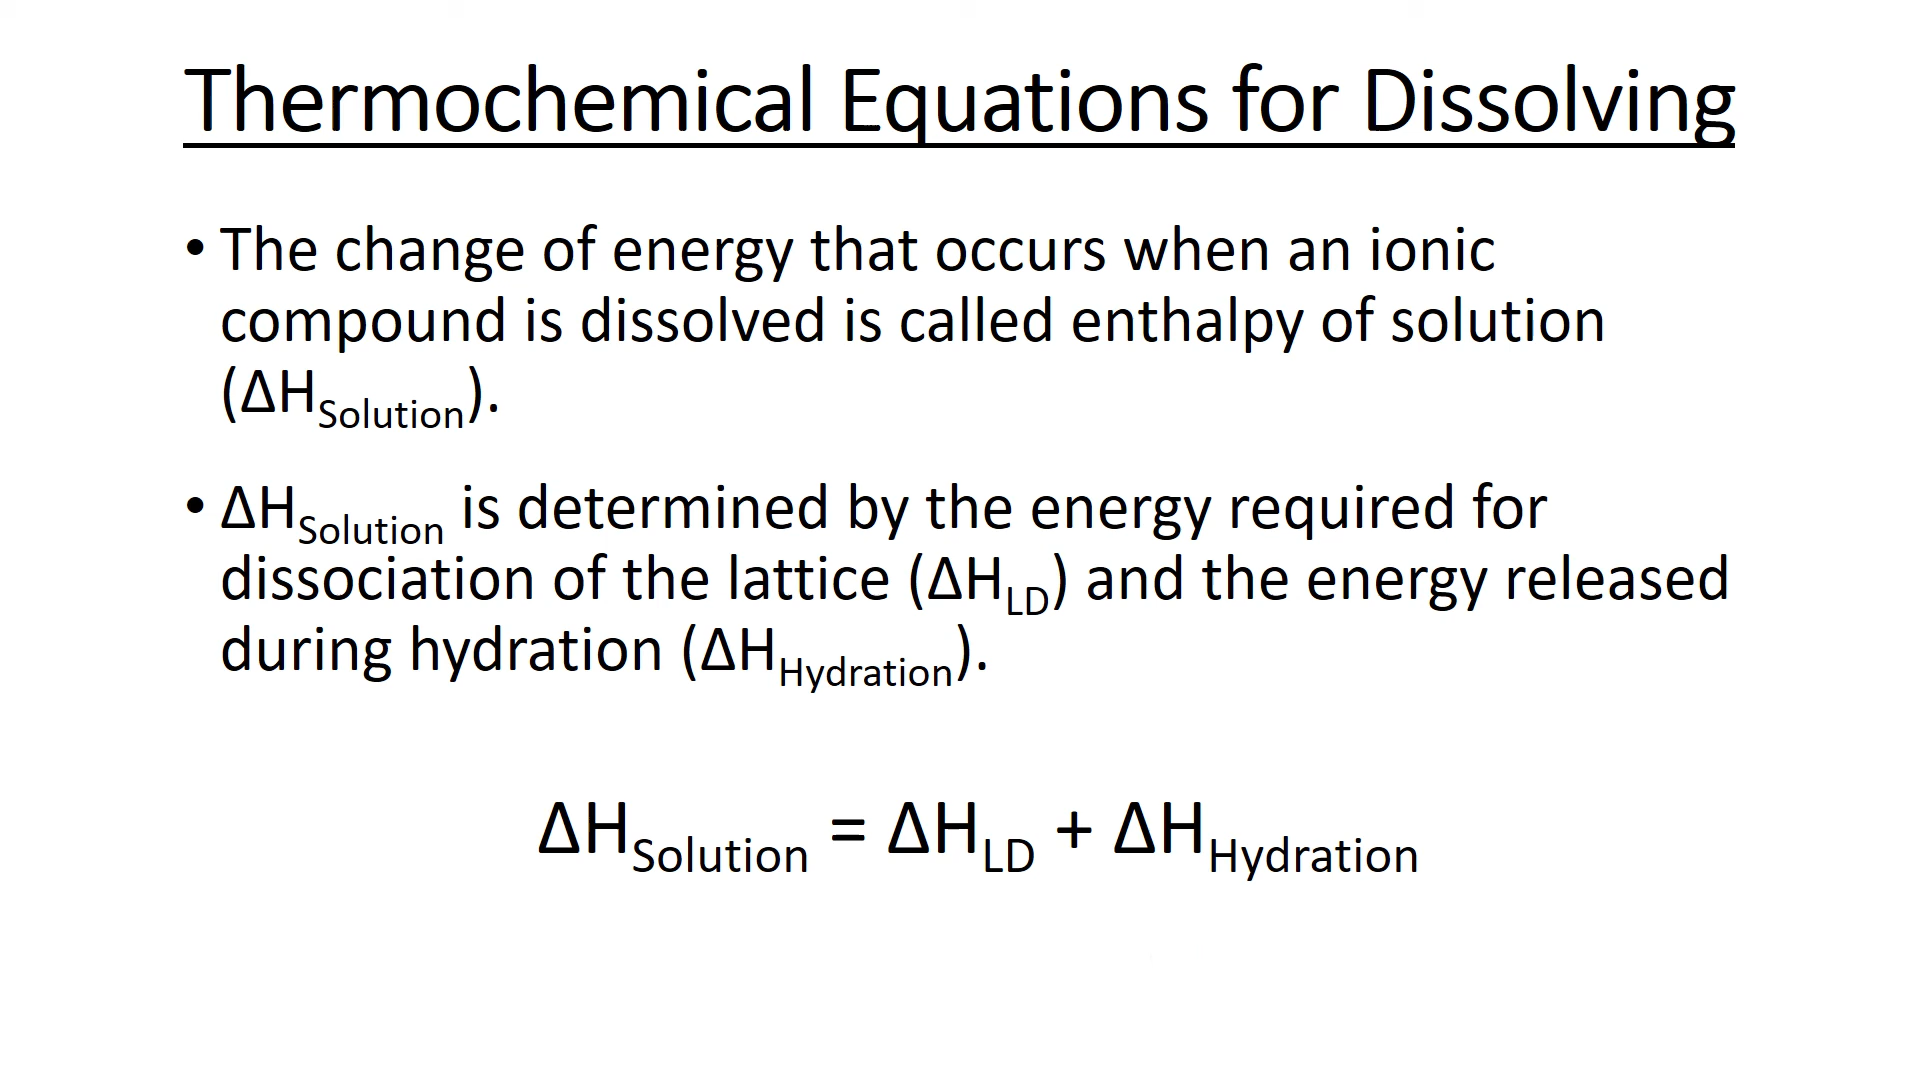 Thermochemical Equations for Dissolving
• The change of energy that occurs when an ionic
compound is dissolved is called enthalpy of solution
(ΔHSolution).
• ΔHSolution is determined by the energy required for
dissociation of the lattice (ΔHLD) and the energy released
during hydration (ΔHHydration).
ΔHSolution = ΔHLD + ΔHHydration